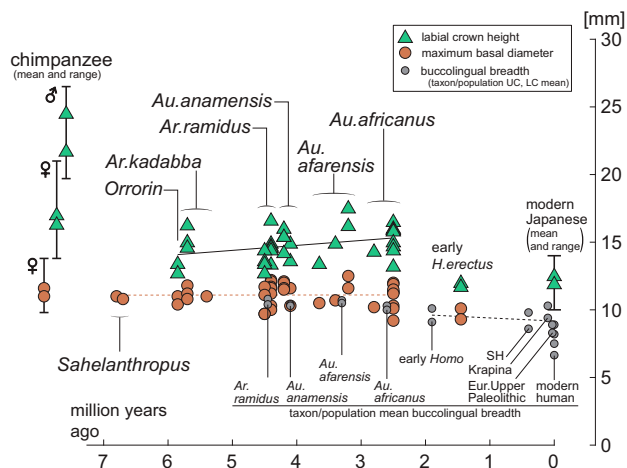 [mm]
30
25
20
15
10
5
0
labial crown height
maximum basal diameter
buccolingual breadth
(taxon/population UC, LC mean)
chimpanzee
(mean and range)
♂
♀
♀
Au.anamensis
Ar.ramidus
Au.africanus
Au.
afarensis
Ar.kadabba
Orrorin
modern
Japanese
(mean
and range)
early
H.erectus
Sahelanthropus
early Homo
SH
Krapina
Eur.Upper
Paleolithic
modern
human
Ar.
ramidus
Au.
anamensis
Au.
afarensis
Au.
africanus
taxon/population mean buccolingual breadth
million years
ago
7 6 5 4 3 2 1 0